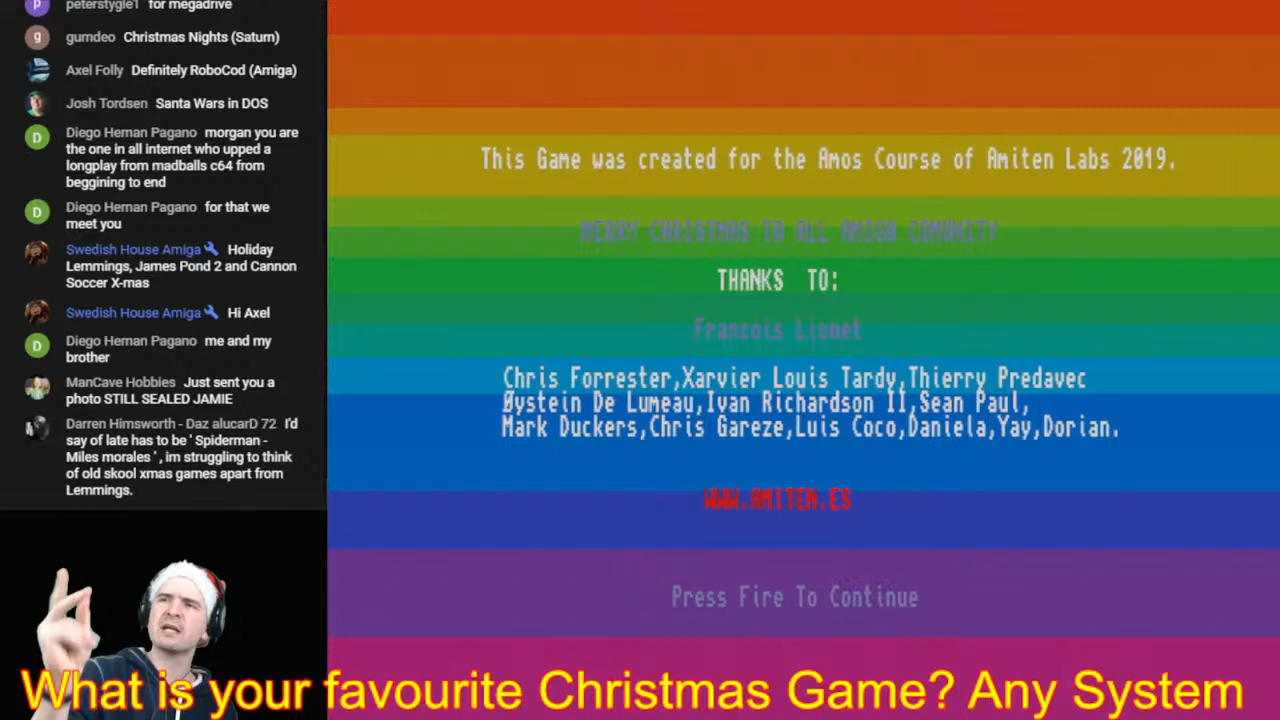 peterstygle1 for megadrive
gumdeo Christmas Nights (Saturn)
Axel Folly Definitely RoboCod (Amiga)
Josh Tordsen Santa Wars in DOS
D
Diego Hernan Pagano morgan you are
the one in all internet who upped a
longplay from madballs c64 from
beggining to end
D
Diego Hernan Pagano for that we
meet you
Swedish House Amiga Holiday
Lemmings, James Pond 2 and Cannon
Soccer X-mas
Swedish House Amiga Hi Axel
D
Diego Hernan Pagano me and my
brother
ManCave Hobbies Just sent you a
photo STILL SEALED JAMIE
Darren Himsworth - Daz alucarD 72 I'd
say of late has to be ' Spiderman -
Miles morales ' , im struggling to think
of old skool xmas games apart from
Lemmings.
This Game was created for the Amos Course of Amiten Labs 2019.
MERRY CHRISTMAS TO ALL AMIGA COMUNITY
THANKS TO:
Francois Lionet
Chris Forrester,Xarvier Louis Tardy,Thierry Predavec
Øystein De Lumeau,Ivan Richardson II,Sean Paul,
Mark Duckers,Chris Gareze,Luis Coco,Daniela,Yay,Dorian.
WWW.AMITEN.ES
Press Fire To Continue
What is your favourite Christmas Game? Any System